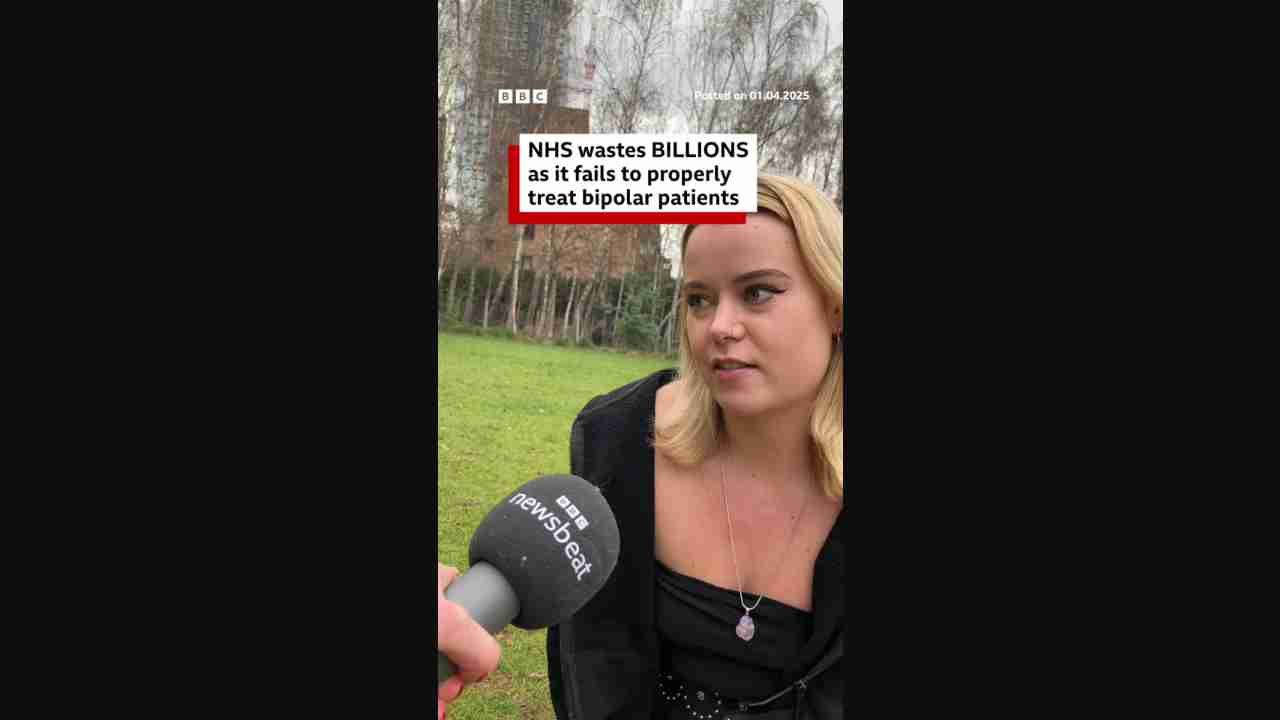 BBC
Posted on 01.04.2025
NHS wastes BILLIONS
as it fails to properly
treat bipolar patients
BBC
newsbeat